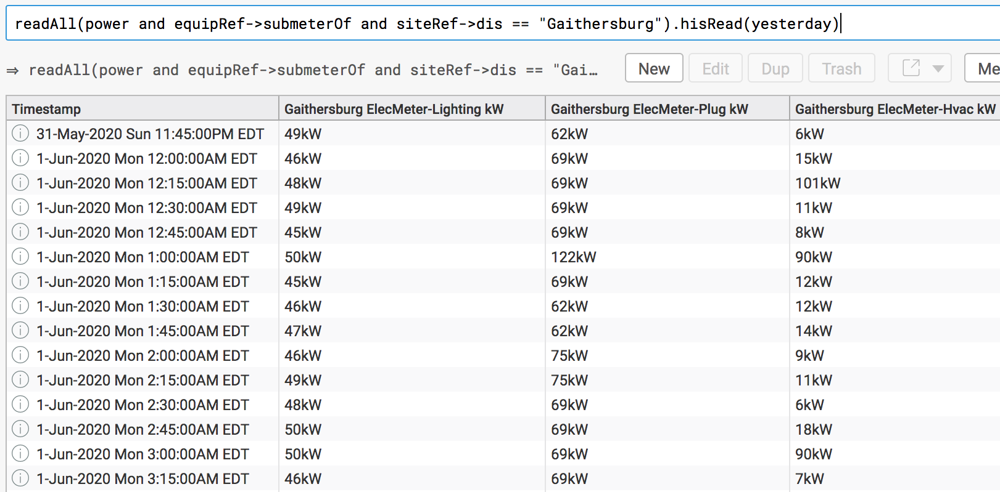 readAll(power and equipRef->submeterOf and siteRef->dis == "Gaithersburg").hisRead(yesterday)
⇒ readAll(power and equipRef->submeterOf and siteRef->dis == "Gai… New Edit Dup Trash Me
Timestamp Gaithersburg ElecMeter-Lighting kW Gaithersburg ElecMeter-Plug kW Gaithersburg ElecMeter-Hvac kW
31-May-2020 Sun 11:45:00PM EDT 49kW 62kW 6kW
1-Jun-2020 Mon 12:00:00AM EDT 46kW 69kW 15kW
1-Jun-2020 Mon 12:15:00AM EDT 48kW 69kW 101kW
1-Jun-2020 Mon 12:30:00AM EDT 49kW 69kW 11kW
1-Jun-2020 Mon 12:45:00AM EDT 45kW 69kW 8kW
1-Jun-2020 Mon 1:00:00AM EDT 50kW 122kW 90kW
1-Jun-2020 Mon 1:15:00AM EDT 45kW 69kW 12kW
1-Jun-2020 Mon 1:30:00AM EDT 46kW 62kW 12kW
1-Jun-2020 Mon 1:45:00AM EDT 47kW 62kW 14kW
1-Jun-2020 Mon 2:00:00AM EDT 46kW 75kW 9kW
1-Jun-2020 Mon 2:15:00AM EDT 49kW 75kW 11kW
1-Jun-2020 Mon 2:30:00AM EDT 48kW 69kW 6kW
1-Jun-2020 Mon 2:45:00AM EDT 50kW 69kW 18kW
1-Jun-2020 Mon 3:00:00AM EDT 50kW 69kW 90kW
1-Jun-2020 Mon 3:15:00AM EDT 46kW 69kW 7kW